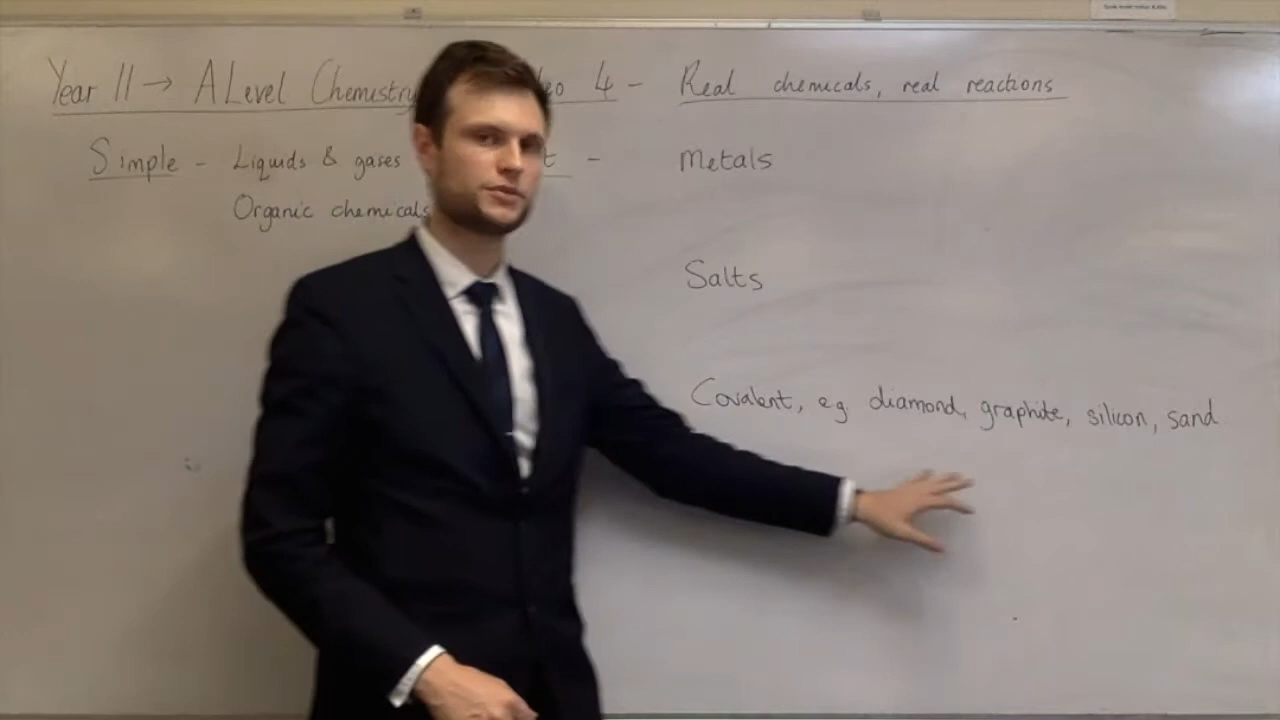 Year 11 → A Level Chemistry 4 - Real chemicals, real reactions
Simple - Liquids & gases - Metals
Organic chemicals
Salts
Covalent, e.g. diamond, graphite, silicon, sand